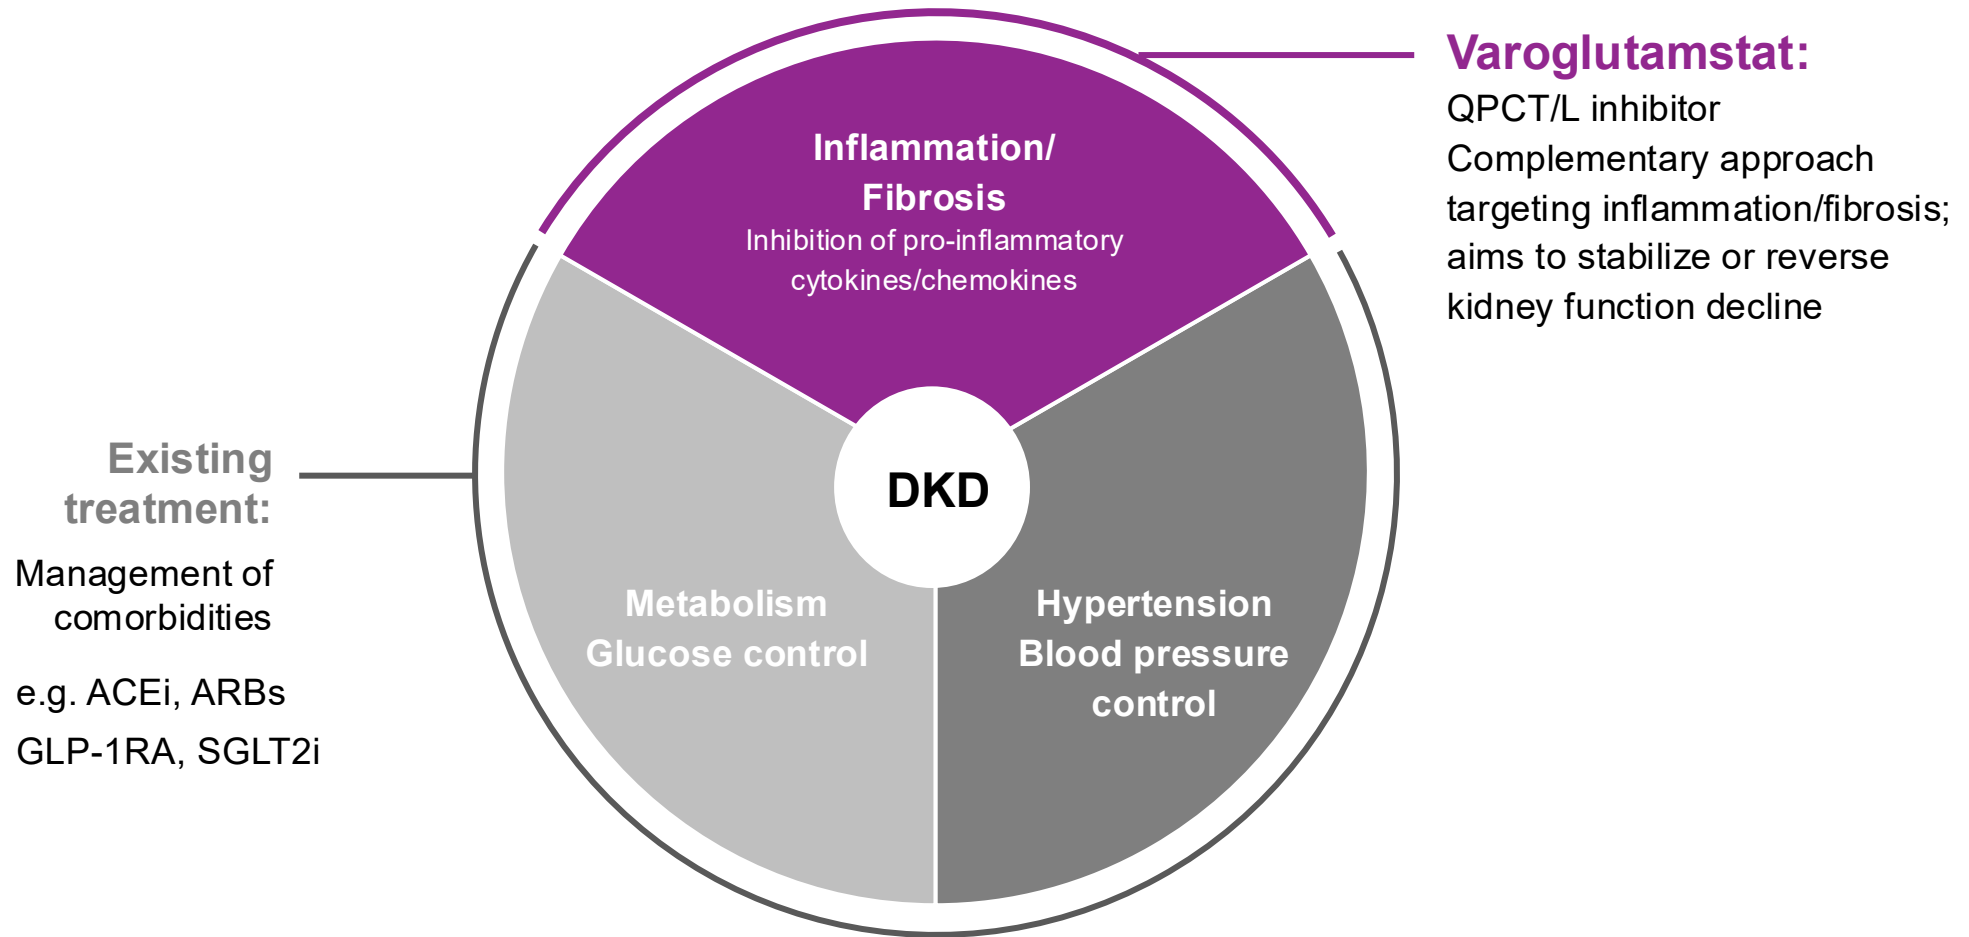 Varoglutamstat:
QPCT/L inhibitor
Complementary approach
targeting inflammation/fibrosis;
aims to stabilize or reverse
kidney function decline
Inflammation/
Fibrosis
Inhibition of pro-inflammatory
cytokines/chemokines
DKD
Existing
treatment:
Management of
comorbidities
e.g. ACEi, ARBs
GLP-1RA, SGLT2i
Metabolism
Glucose control
Hypertension
Blood pressure
control